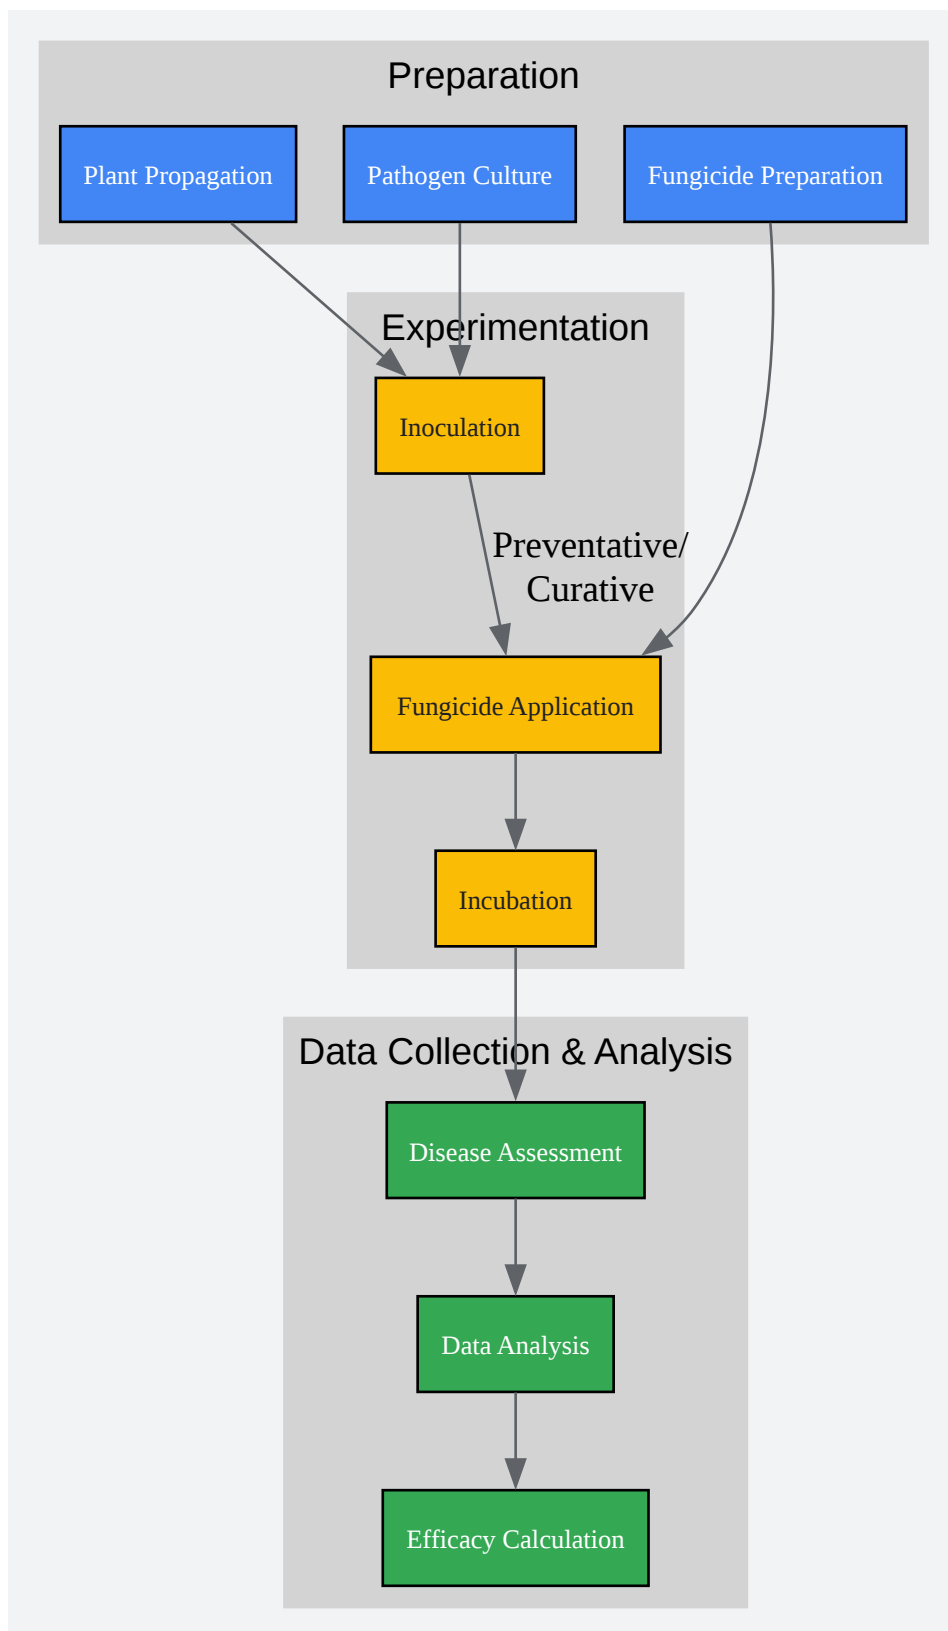 Preparation
Plant Propagation
Pathogen Culture
Fungicide Preparation
Experimentation
Inoculation
Preventative/
Curative
Fungicide Application
Incubation
Data Collection & Analysis
Disease Assessment
Data Analysis
Efficacy Calculation